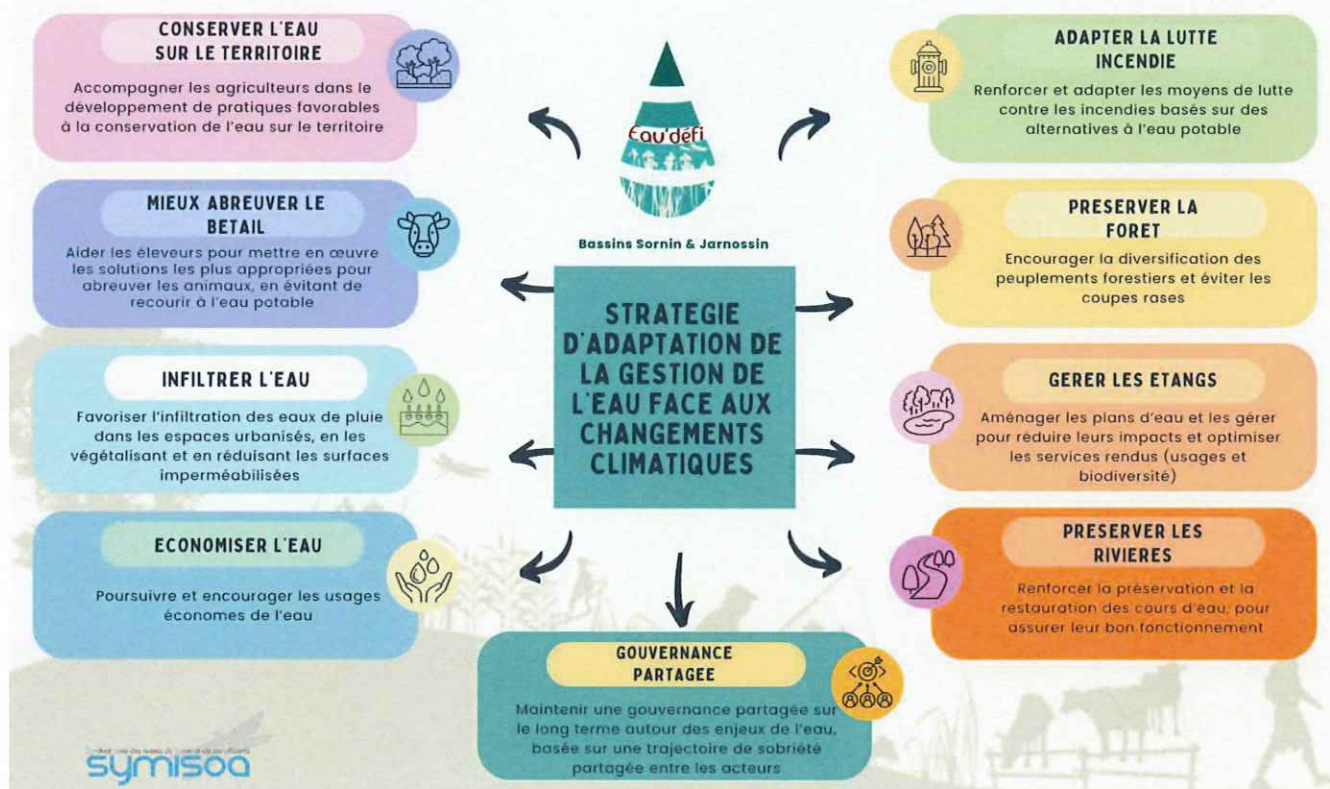 CONSERVER L'EAU
SUR LE TERRITOIRE
Accompagner les agriculteurs dans le
développement de pratiques favorables
à la conservation de l'eau sur le territoire
MIEUX ABREUVER LE
BETAIL
Aider les éleveurs pour mettre en œuvre
les solutions les plus appropriées pour
abreuver les animaux, en évitant de
recourir à l'eau potable
INFILTRER L'EAU
Favoriser l'infiltration des eaux de pluie
dans les espaces urbanisés, en les
végétalisant et en réduisant les surfaces
imperméabilisées
ECONOMISER L'EAU
Poursuivre et encourager les usages
économes de l'eau
Eau'défi
Bassins Sornin & Jarnossin
STRATEGIE
D'ADAPTATION DE
LA GESTION DE
L'EAU FACE AUX
CHANGEMENTS
CLIMATIQUES
GOUVERNANCE
PARTAGEE
Maintenir une gouvernance partagée sur
le long terme autour des enjeux de l'eau,
basée sur une trajectoire de sobriété
partagée entre les acteurs
ADAPTER LA LUTTE
INCENDIE
Renforcer et adapter les moyens de lutte
contre les incendies basés sur des
alternatives à l'eau potable
PRESERVER LA
FORET
Encourager la diversification des
peuplements forestiers et éviter les
coupes rases
GERER LES ETANGS
Aménager les plans d'eau et les gérer
pour réduire leurs impacts et optimiser
les services rendus (usages et
biodiversité)
PRESERVER LES
RIVIERES
Renforcer la préservation et la
restauration des cours d'eau, pour
assurer leur bon fonctionnement
symisoa